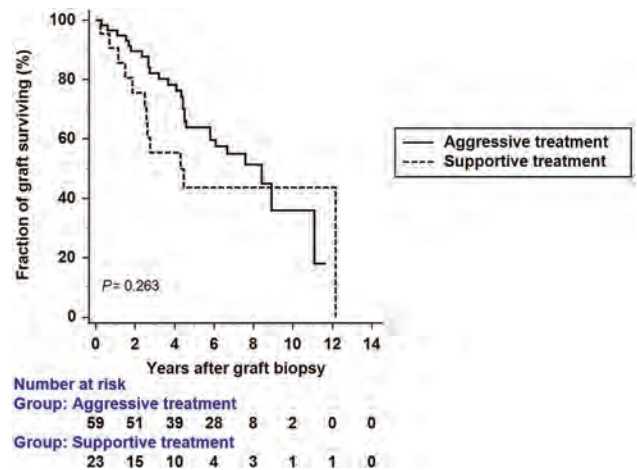 100
80
60
40
20
0
Fraction of graft surviving (%)
P= 0.263
0 2 4 6 8 10 12 14
Years after graft biopsy
Aggressive treatment
Supportive treatment
Number at risk
Group: Aggressive treatment
59 51 39 28 8 2 0 0
Group: Supportive treatment
23 15 10 4 3 1 1 0